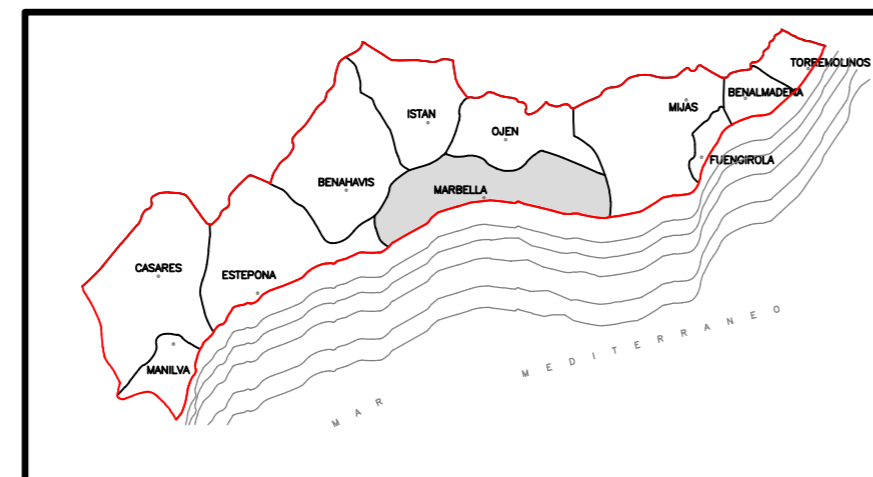 TORREMOLINOS
BENALMADENA
MIJAS
ISTAN
OJEN
FUENGIROLA
BENAHAVIS
MARBELLA
CASARES
ESTEPONA
MANILVA
MAR MEDITERRANEO